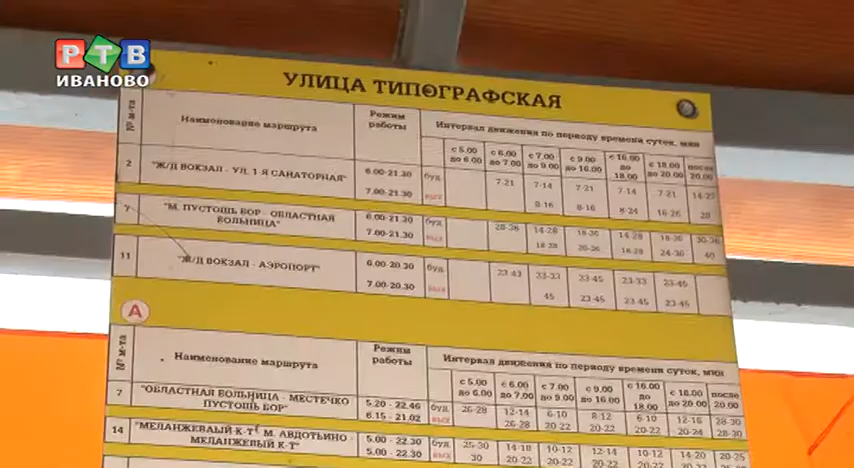 РТВ
ИВАНОВО
УЛИЦА ТИПОГРАФСКАЯ
№ м-та Наименование маршрута Режим работы Интервал движения по периоду времени суток, мин
с 5.00 до 6.00 с 6.00 до 7.00 с 7.00 до 9.00 с 9.00 до 16.00 с 16.00 до 18.00 с 18.00 до 20.00 после 20.00
2 "Ж/Д ВОКЗАЛ - УЛ. 1-Я САНАТОРНАЯ" 6.00-21.30 буд 7-21 7-14 7-21 7-14 7-21 14-27
7.00-21.30 вых 8-16 8-16 8-24 16-26 28
7 "М. ПУСТОШЬ БОР - ОБЛАСТНАЯ БОЛЬНИЦА" 6.00-21.30 буд 28-36 14-28 18-36 14-28 18-36 30-36
7.00-21.30 вых 18-28 20-36 18-28 24-30 40
11 "Ж/Д ВОКЗАЛ - АЭРОПОРТ" 6.00-20.30 буд 23-43 23-33 23-45 23-33 23-45
7.00-20.30 вых 45 23-45 23-45 23-45
А
№ м-та Наименование маршрута Режим работы Интервал движения по периоду времени суток, мин
с 5.00 до 6.00 с 6.00 до 7.00 с 7.00 до 9.00 с 9.00 до 16.00 с 16.00 до 18.00 с 18.00 до 20.00 после 20.00
7 "ОБЛАСТНАЯ БОЛЬНИЦА - МЕСТЕЧКО ПУСТОШЬ БОР" 5.20 - 22.46 буд 26-28 12-14 6-10 8-12 6-10 12-16 28-30
6.15 - 21.02 вых 26-28 20-22 20-22 20-22 20-24 28-30
14 "МЕЛАНЖЕВЫЙ К-Т М. АВДОТЬИНО - МЕЛАНЖЕВЫЙ К-Т" 5.00 - 22.30 буд 25-30 14-18 10-12 14-20 20-25
5.00 - 22.30 вых 30 20-22 20-22 20-22 20-22